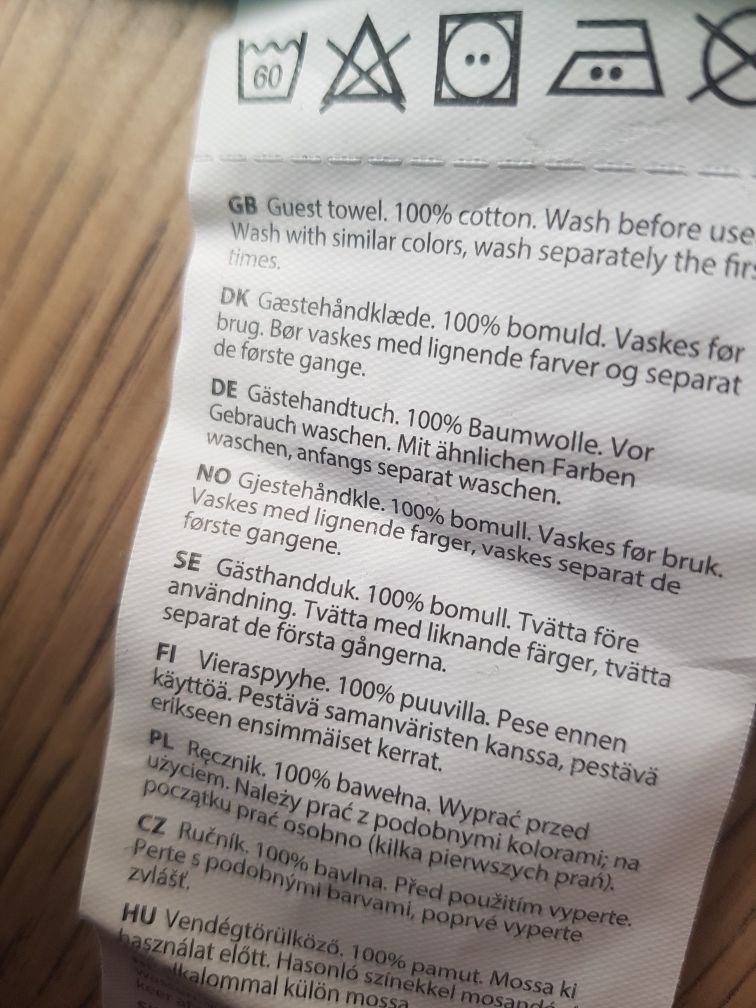 60
GB Guest towel. 100% cotton. Wash before use
Wash with similar colors, wash separately the firs
times.
DK Gæstehåndklæde. 100% bomuld. Vaskes før
brug. Bør vaskes med lignende farver og separat
de første gange.
DE Gästehandtuch. 100% Baumwolle. Vor
Gebrauch waschen. Mit ähnlichen Farben
waschen, anfangs separat waschen.
NO Gjestehåndkle. 100% bomull. Vaskes før bruk.
Vaskes med lignende farger, vaskes separat de
første gangene.
SE Gästhandduk. 100% bomull. Tvätta före
användning. Tvätta med liknande färger, tvätta
separat de första gångerna.
FI Vieraspyyhe. 100% puuvilla. Pese ennen
käyttöä. Pestävä samanväristen kanssa, pestävä
erikseen ensimmäiset kerrat.
PL Ręcznik. 100% bawełna. Wyprać przed
użyciem. Należy prać z podobnymi kolorami; na
początku prać osobno (kilka pierwszych prań).
CZ Ručník. 100% bavlna. Před použitím vyperte.
Perte s podobnými barvami, poprvé vyperte
zvlášť.
HU Vendégtörülköző. 100% pamut. Mossa ki
használat előtt. Hasonló színekkel
alkalommal külön mossa